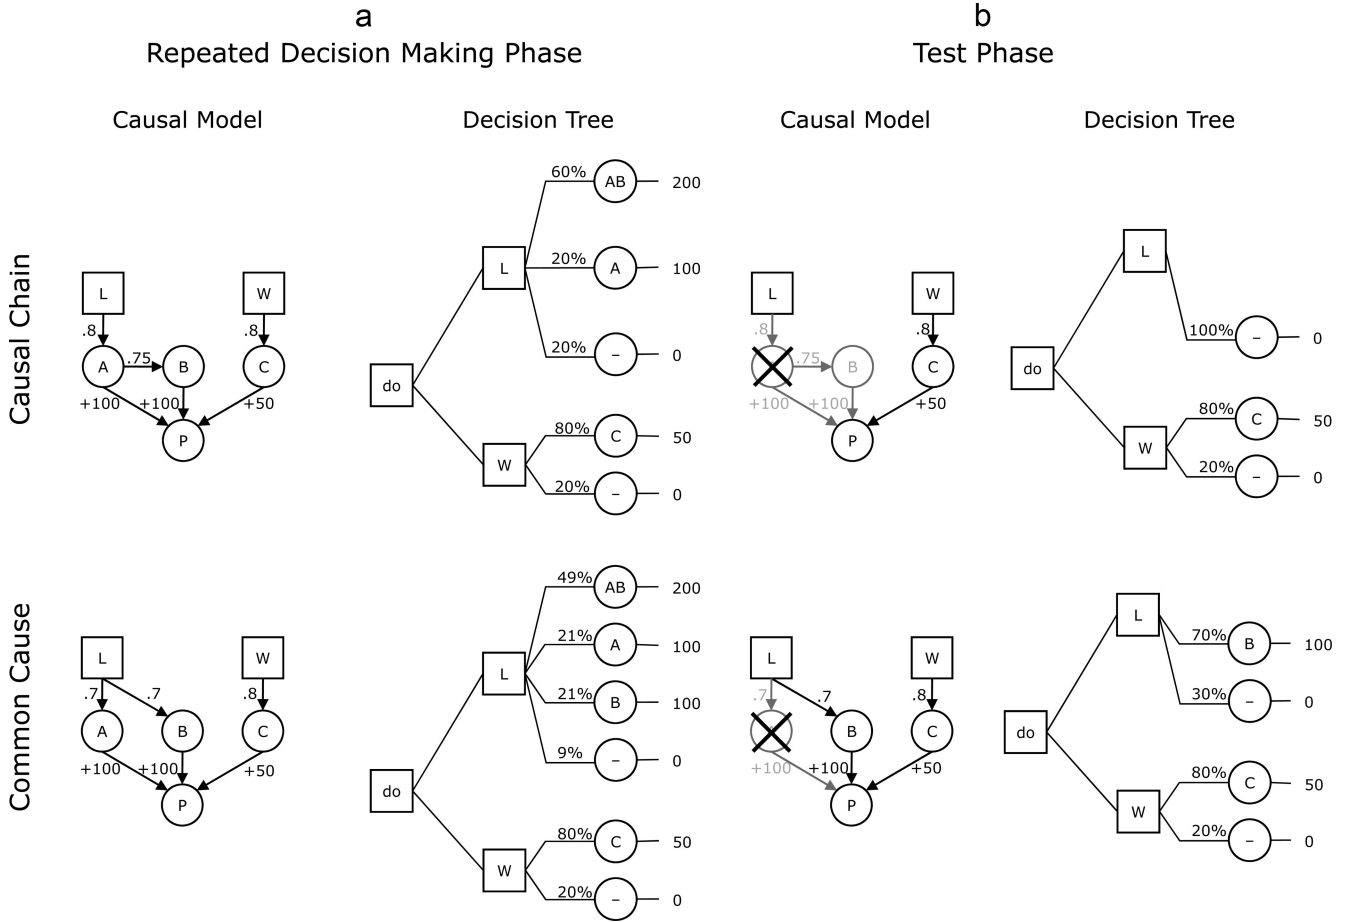 a
b
Repeated Decision Making Phase
Test Phase
Causal Model
Decision Tree
Causal Model
Decision Tree
Causal Chain
L
W
.8
.8
A
.75
B
C
+100
+100
+50
P
do
L
60%
AB
200
20%
A
100
20%
–
0
W
80%
C
50
20%
–
0
L
W
.8
.8
.75
B
C
+100
+100
+50
P
do
L
100%
–
0
W
80%
C
50
20%
–
0
Common Cause
L
W
.7
.7
.8
A
B
C
+100
+100
+50
P
do
L
49%
AB
200
21%
A
100
21%
B
100
9%
–
0
W
80%
C
50
20%
–
0
L
W
.7
.7
.8
B
C
+100
+100
+50
P
do
L
70%
B
100
30%
–
0
W
80%
C
50
20%
–
0